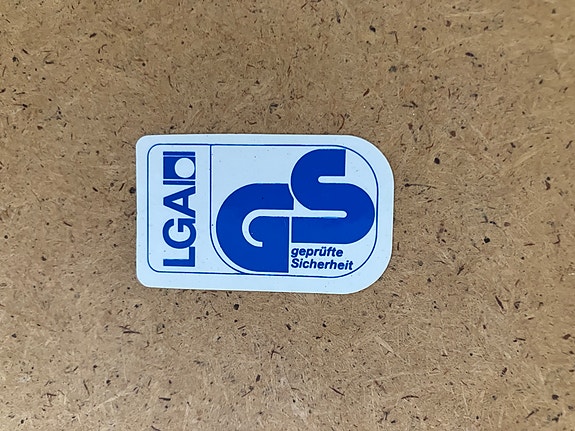 LGA
GS
geprüfte
Sicherheit